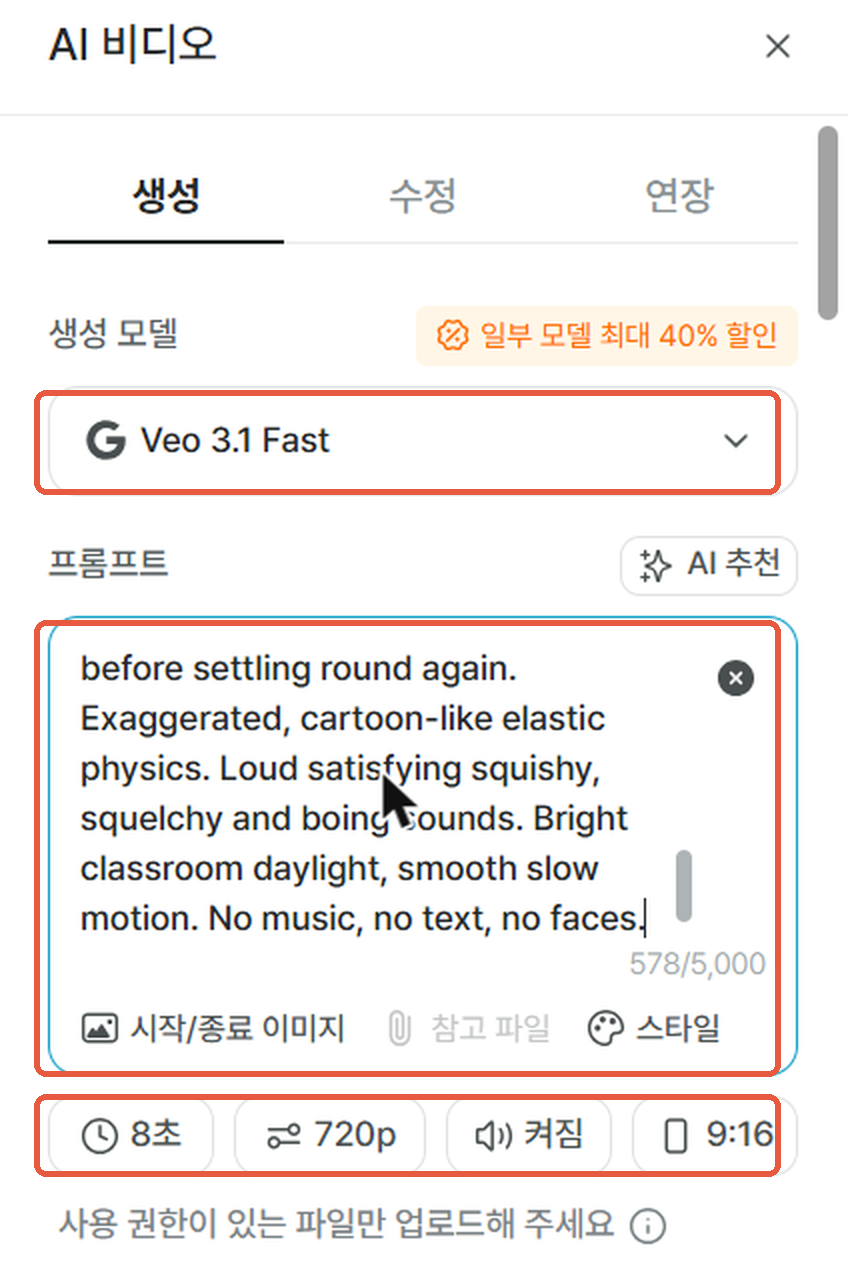 AI 비디오
생성
수정
연장
생성 모델
일부 모델 최대 40% 할인
Veo 3.1 Fast
프롬프트
AI 추천
before settling round again.
Exaggerated, cartoon-like elastic
physics. Loud satisfying squishy,
squelchy and boing sounds. Bright
classroom daylight, smooth slow
motion. No music, no text, no faces.
578/5,000
시작/종료 이미지
참고 파일
스타일
8초
720p
켜짐
9:16
사용 권한이 있는 파일만 업로드해 주세요